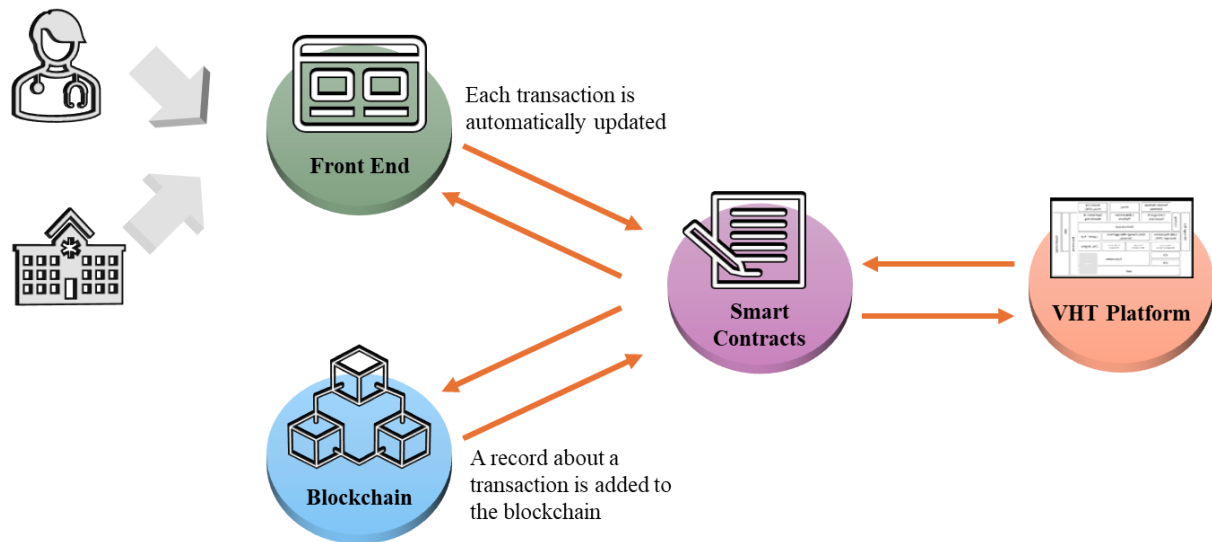 Each transaction is
automatically updated
Front End
Smart
Contracts
VHT Platform
Blockchain
A record about a
transaction is added to
the blockchain